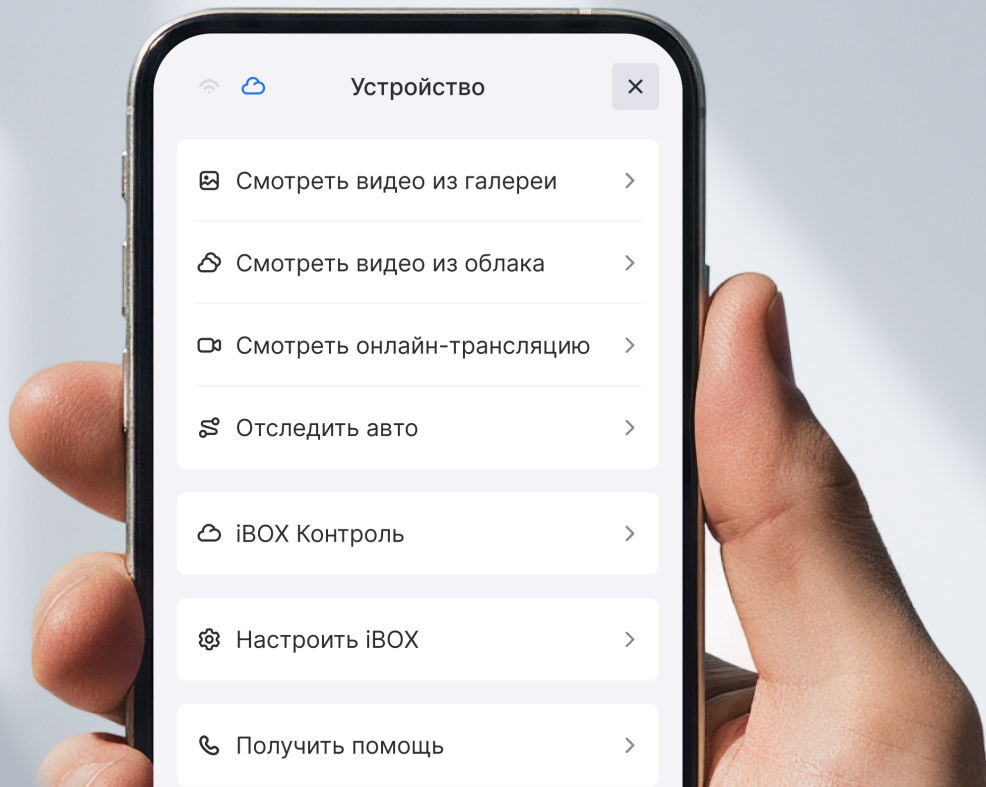 Устройство
Смотреть видео из галереи
Смотреть видео из облака
Смотреть онлайн-трансляцию
Отследить авто
iBOX Контроль
Настроить iBOX
Получить помощь